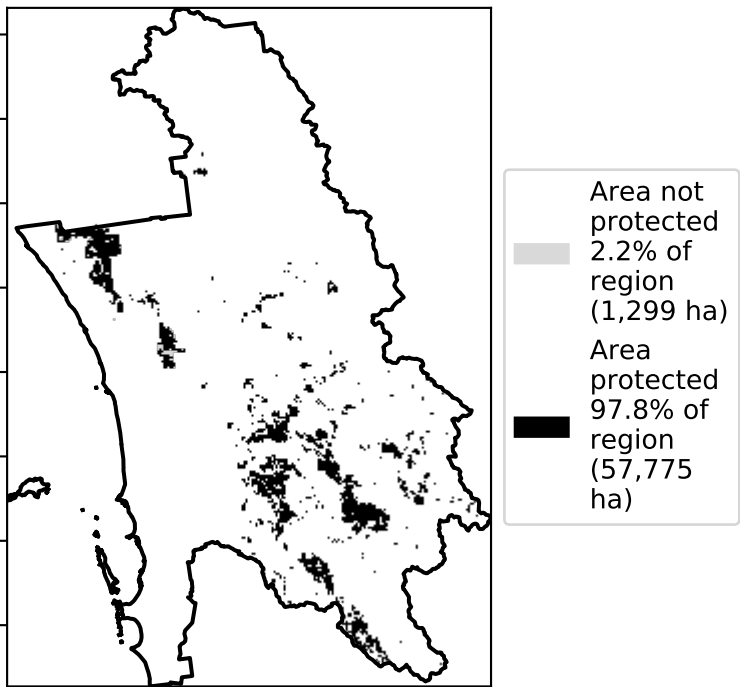 Area not
protected
2.2% of
region
(1,299 ha)
Area
protected
97.8% of
region
(57,775
ha)